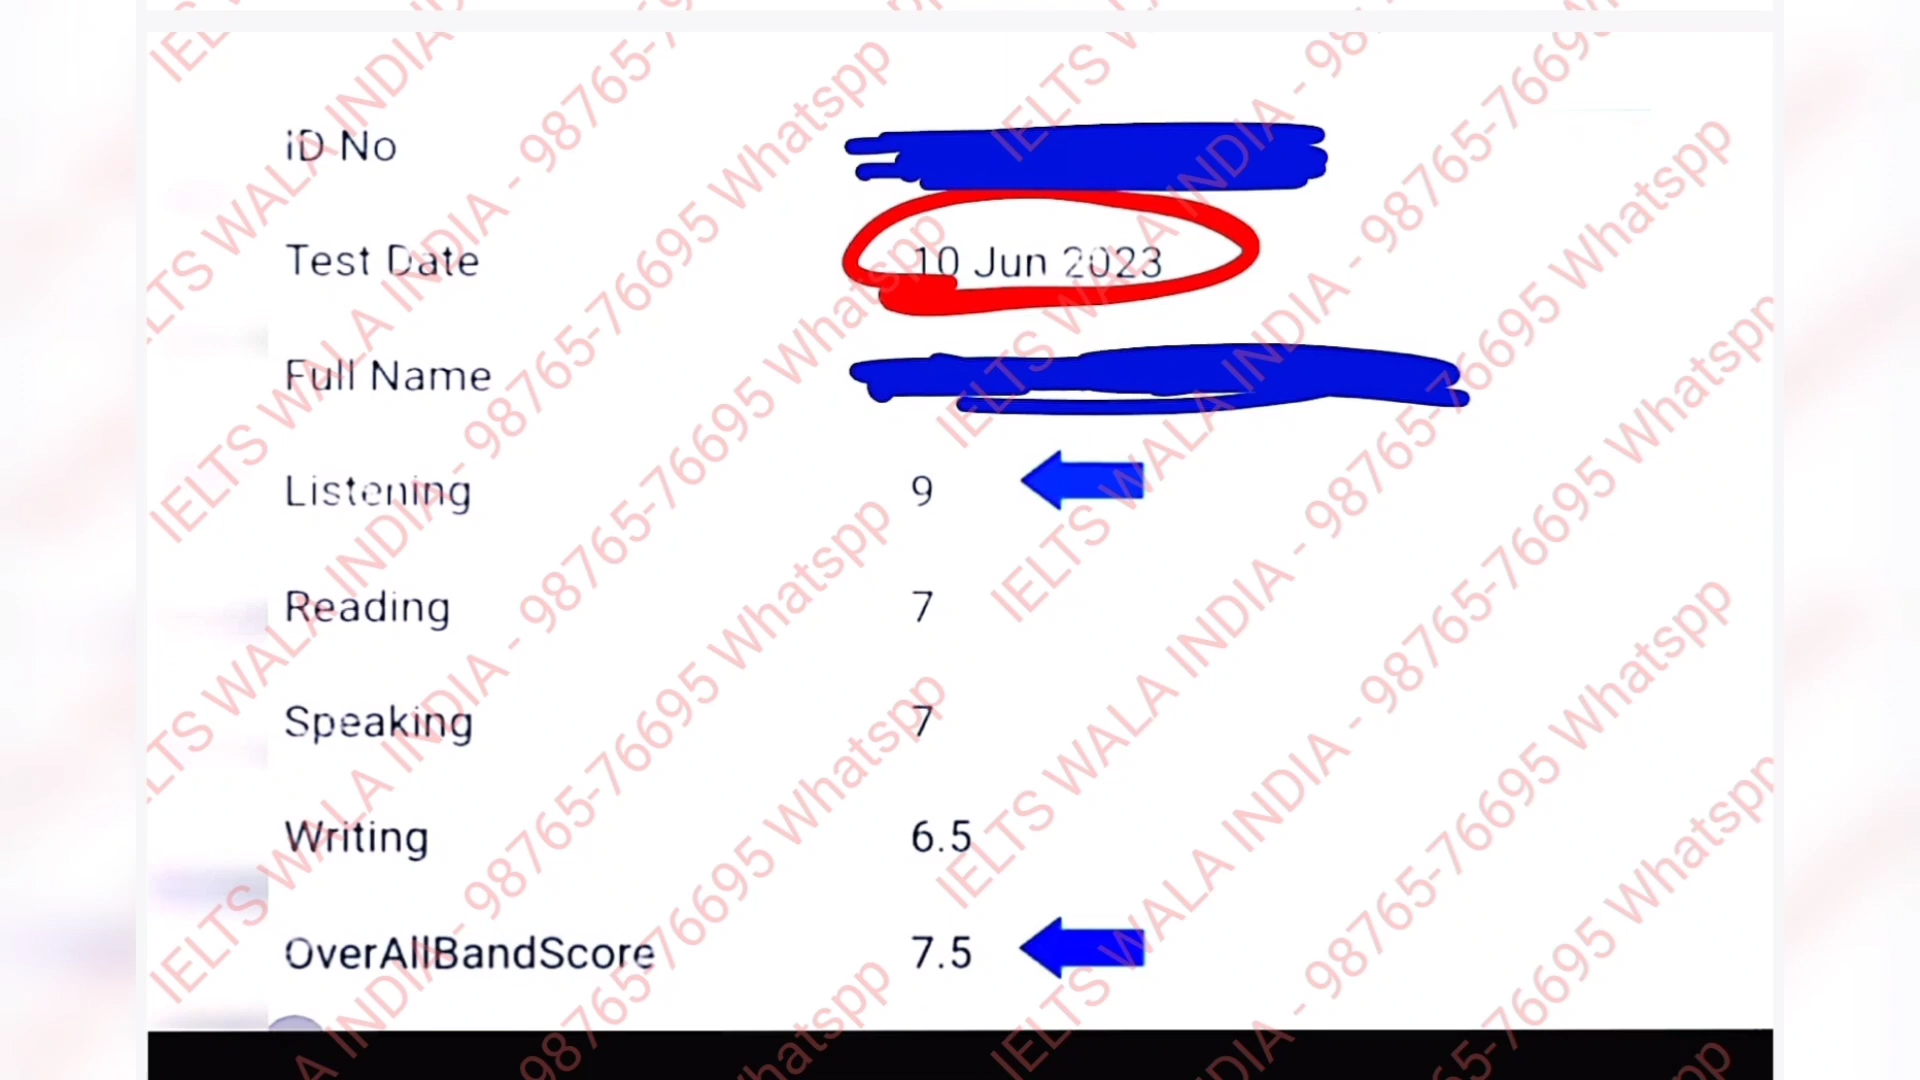 iD No
Test Date 10 Jun 2023
Full Name
Listening 9
Reading 7
Speaking 7
Writing 6.5
OverAllBandScore 7.5
IELTS WALA INDIA - 98765-76695 Whatspp